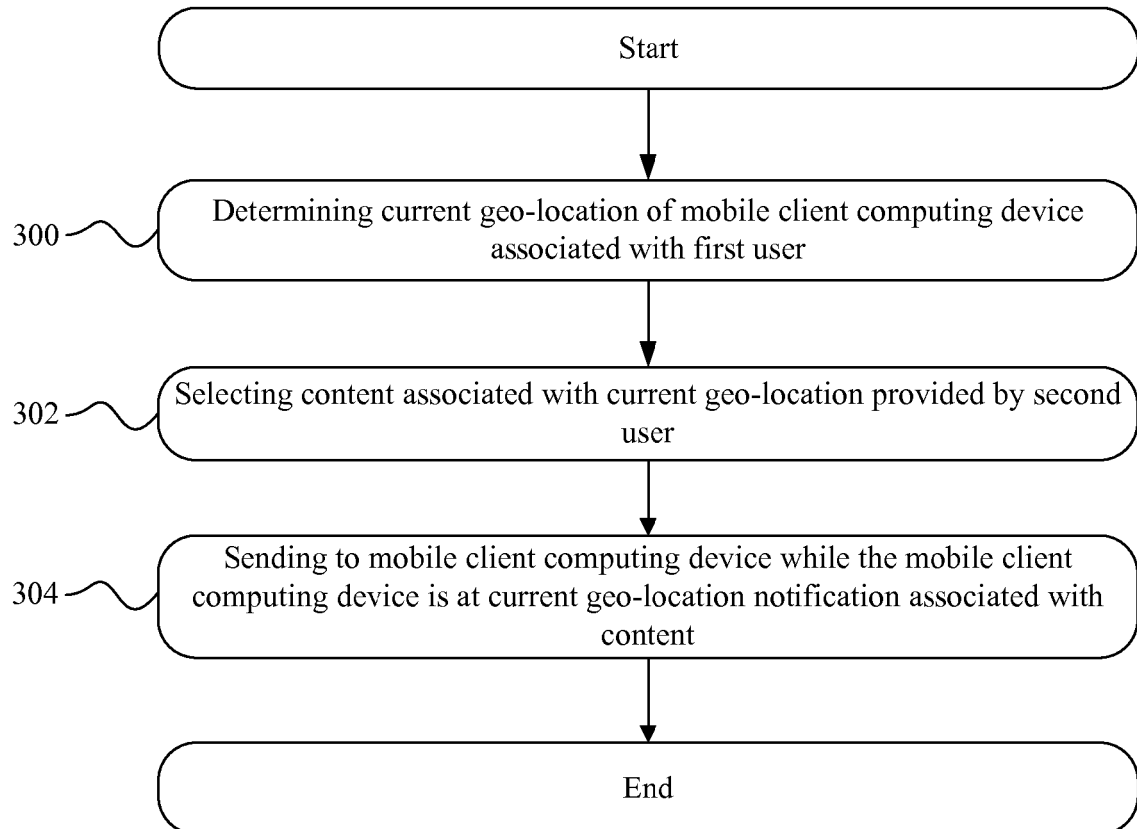 Start
300
Determining current geo-location of mobile client computing device
associated with first user
302
Selecting content associated with current geo-location provided by second
user
304
Sending to mobile client computing device while the mobile client
computing device is at current geo-location notification associated with
content
End